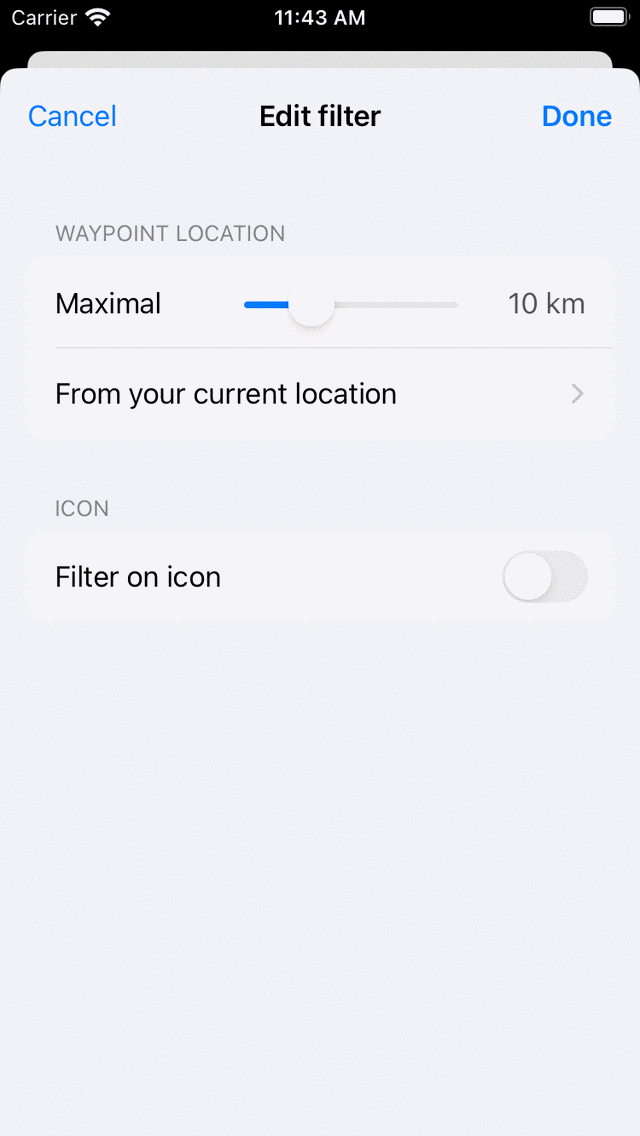 Carrier 11:43 AM
Cancel Edit filter Done
WAYPOINT LOCATION
Maximal 10 km
From your current location
ICON
Filter on icon